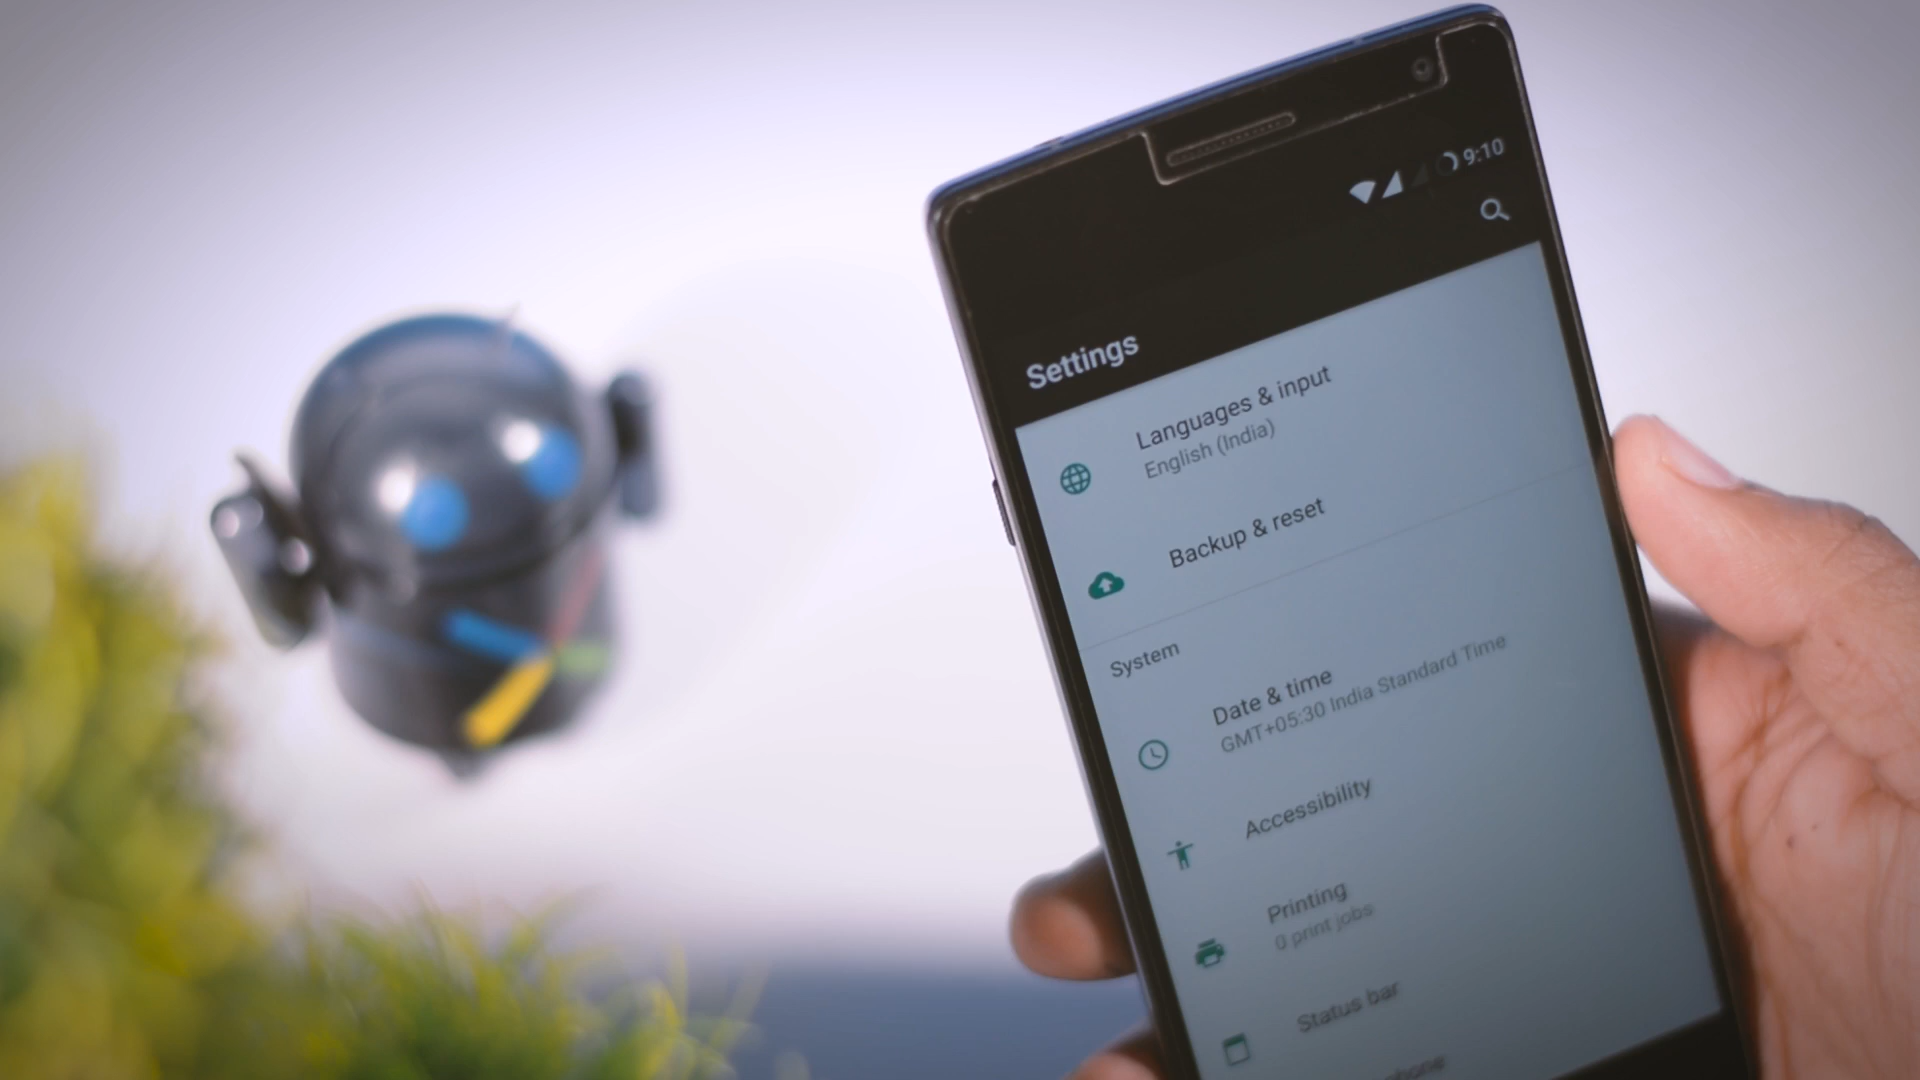 9:10
Settings
Languages & input
English (India)
Backup & reset
System
Date & time
GMT+05:30 India Standard Time
Accessibility
Printing
0 print jobs
Status bar
phone